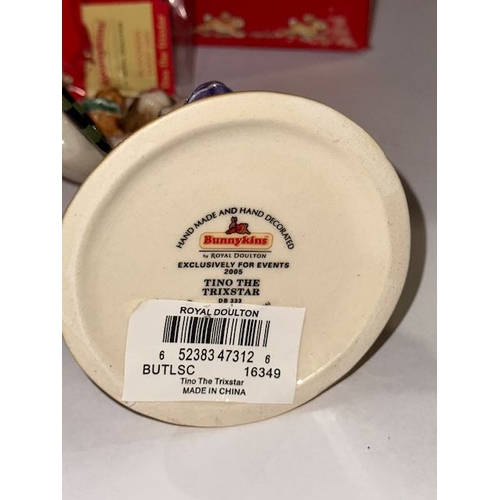 HAND MADE AND HAND DECORATED
Bunnykins
by ROYAL DOULTON
EXCLUSIVELY FOR EVENTS
2005
TINO THE
TRIXSTAR
DB 333
ROYAL DOULTON
6 52383 47312 6
BUTLSC 16349
Tino The Trixstar
MADE IN CHINA